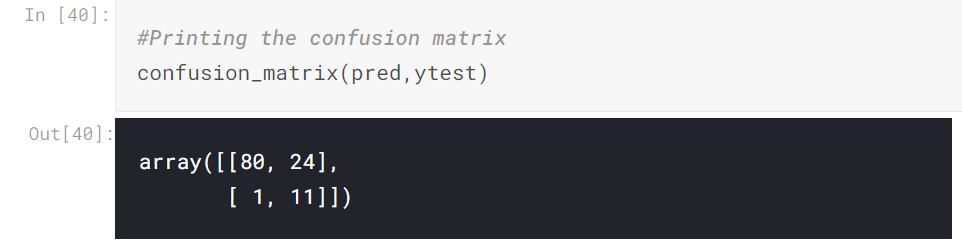 In [40]:
#Printing the confusion matrix
confusion_matrix(pred,ytest)
Out[40]:
array([[80, 24],
       [ 1, 11]])